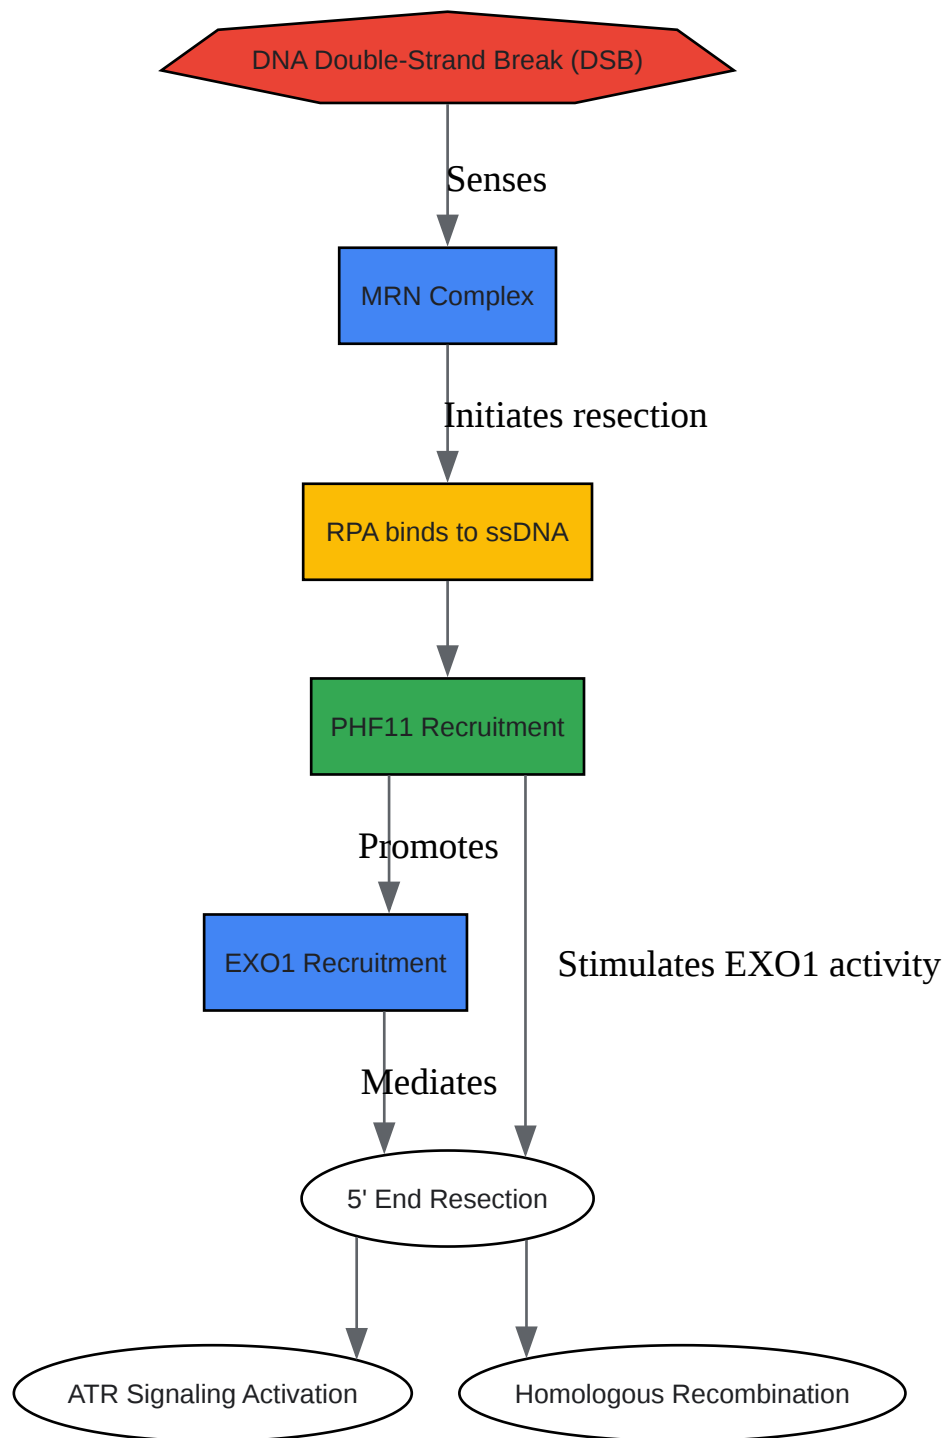 DNA Double-Strand Break (DSB)
Senses
MRN Complex
Initiates resection
RPA binds to ssDNA
PHF11 Recruitment
Promotes
EXO1 Recruitment
Stimulates EXO1 activity
Mediates
5' End Resection
ATR Signaling Activation
Homologous Recombination